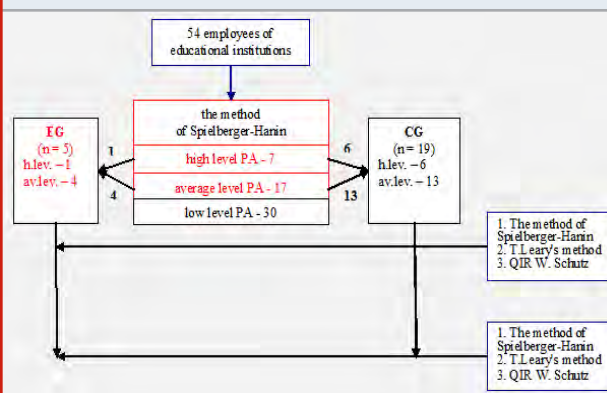 54 employees of
educational institutions
the method
of Spielberger-Hanin
high level PA - 7
average level PA - 17
low level PA - 30
EG
(n = 5)
h.lev. – 1
av.lev. – 4
1
4
6
13
CG
(n = 19)
h.lev. – 6
av.lev. – 13
1. The method of
Spielberger-Hanin
2. T.Leary's method
3. QIR W. Schutz
1. The method of
Spielberger-Hanin
2. T.Leary's method
3. QIR W. Schutz